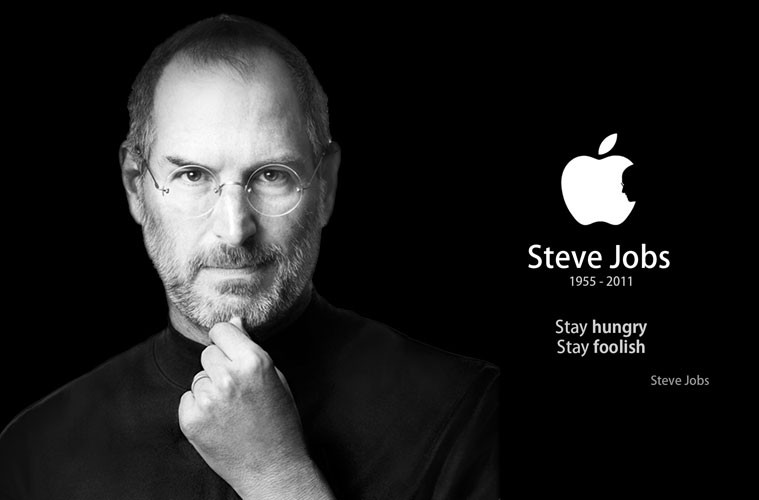 Steve Jobs
1955 - 2011
Stay hungry
Stay foolish
Steve Jobs